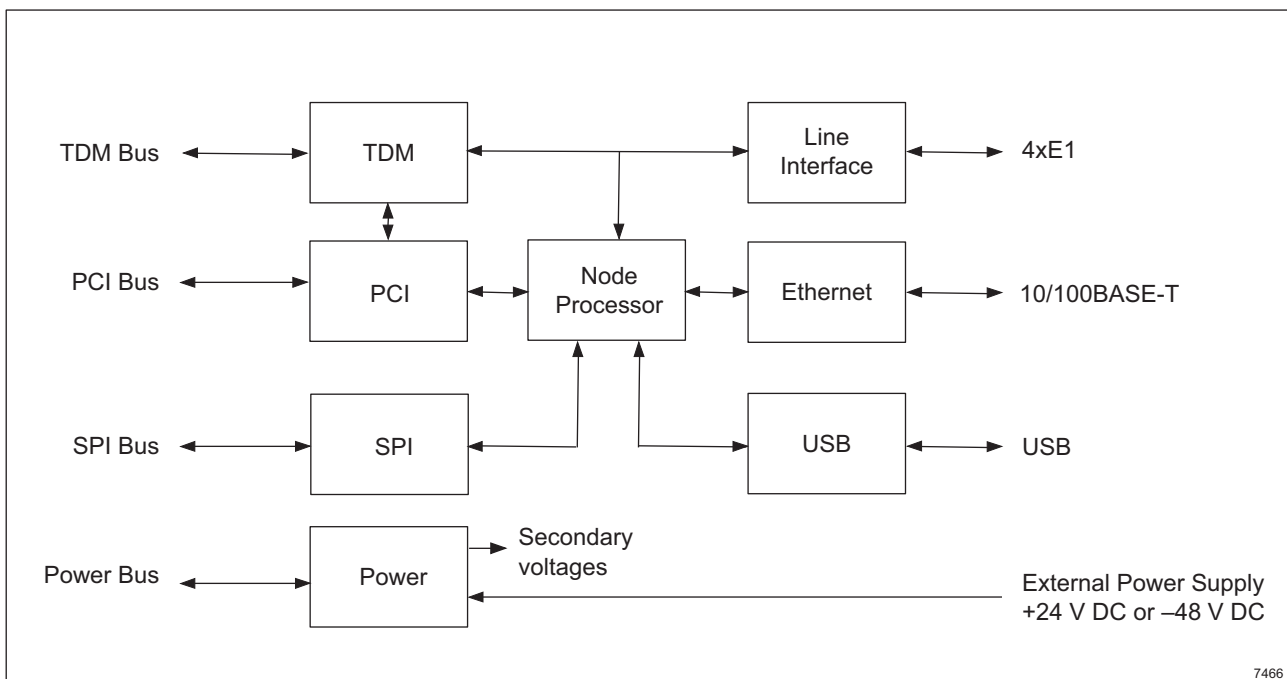 TDM Bus
TDM
Line
Interface
4xE1
PCI Bus
PCI
Node
Processor
Ethernet
10/100BASE-T
SPI Bus
SPI
USB
USB
Power Bus
Power
Secondary
voltages
External Power Supply
+24 V DC or –48 V DC
7466